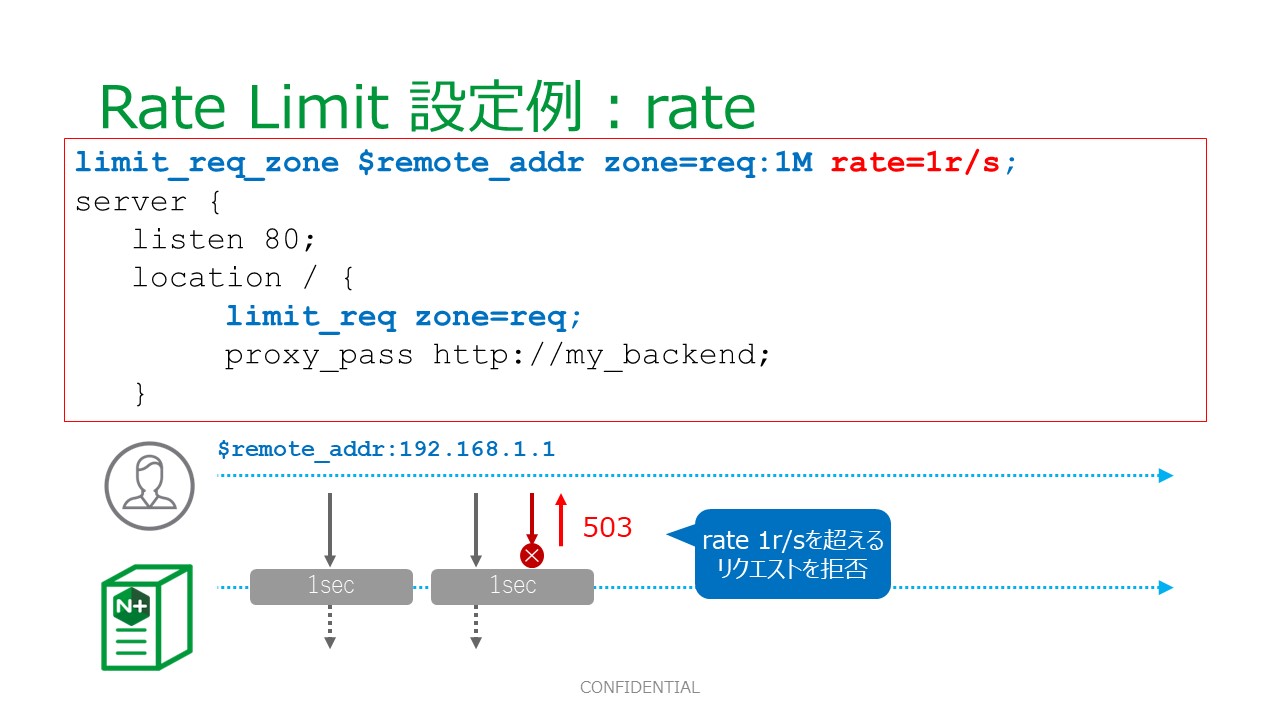 Rate Limit 設定例：rate
limit_req_zone $remote_addr zone=req:1M rate=1r/s;
server {
listen 80;
location / {
limit_req zone=req;
proxy_pass http://my_backend;
}
$remote_addr:192.168.1.1
503
rate 1r/sを超える
リクエストを拒否
1sec
1sec
N+
CONFIDENTIAL